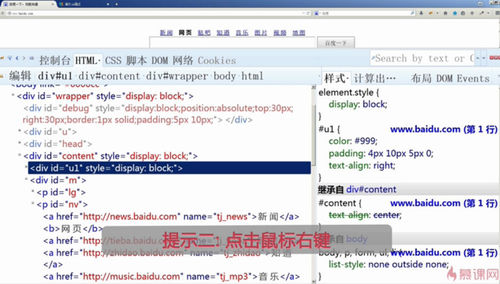 新闻 网页 贴吧 知道 音乐 图片 视频 地图
百度一下
控制台 HTML CSS 脚本 DOM 网络 Cookies
Search by text or CSS
编辑 div#u1 div#content div#wrapper body html
样式 计算出... 布局 DOM Events
<body link="#0000cc">
<div id="wrapper" style="display: block;">
<div id="debug" style="display:block;position:absolute;top:30px;
right:30px;border:1px solid;padding:5px 10px;"> </div>
<div id="u">
<div id="head">
<div id="content" style="display: block;">
<div id="u1" style="display: block;">
<div id="m">
<p id="lg">
<p id="nv">
<a href="http://news.baidu.com" name="tj_news">新 闻</a>
<b>网 页</b>
<a href="http://tieba.baidu.com"
<a href="http://zhidao.baidu.com" name="tj_zhidao">知 道
</a>
<a href="http://music.baidu.com" name="tj_mp3">音 乐</a>
element.style {
display: block;
}
#u1 { www.baidu.com (第 1 行)
color: #999;
padding: 4px 10px 5px 0;
text-align: right;
}
继承自 div#content
#content { www.baidu.com (第 1 行)
text-align: center;
}
继承自 body
body, p, form, ul, li
list-style: none outside none;
}
提示二: 点击鼠标右键
慕课网